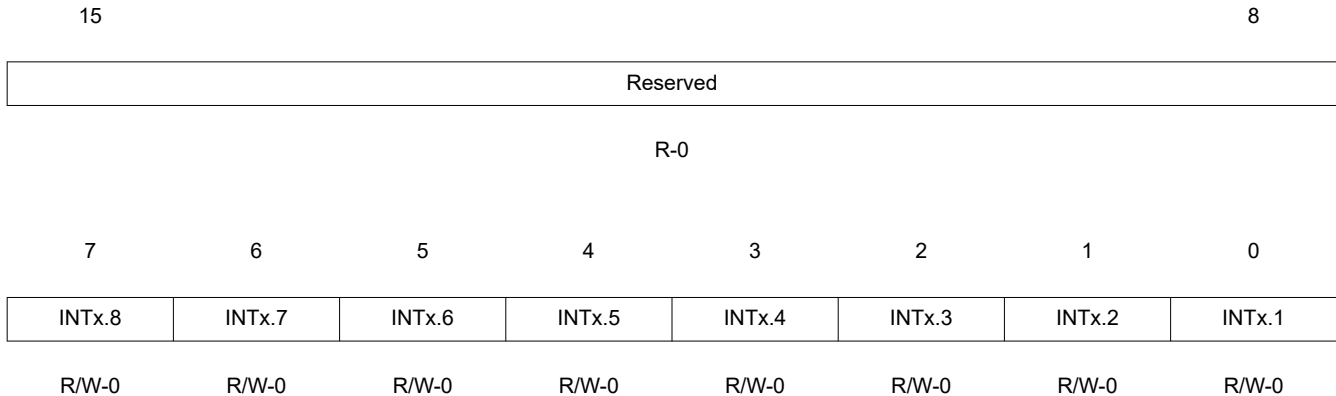 15 8
Reserved
R-0
7 6 5 4 3 2 1 0
INTx.8 INTx.7 INTx.6 INTx.5 INTx.4 INTx.3 INTx.2 INTx.1
R/W-0 R/W-0 R/W-0 R/W-0 R/W-0 R/W-0 R/W-0 R/W-0